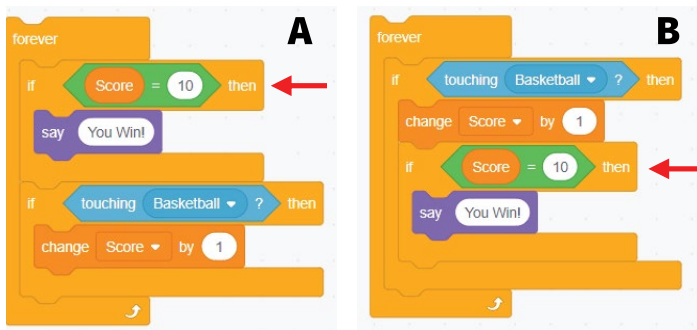 A
forever
if Score = 10 then
say You Win!
if touching Basketball ? then
change Score by 1
B
forever
if touching Basketball ? then
change Score by 1
if Score = 10 then
say You Win!